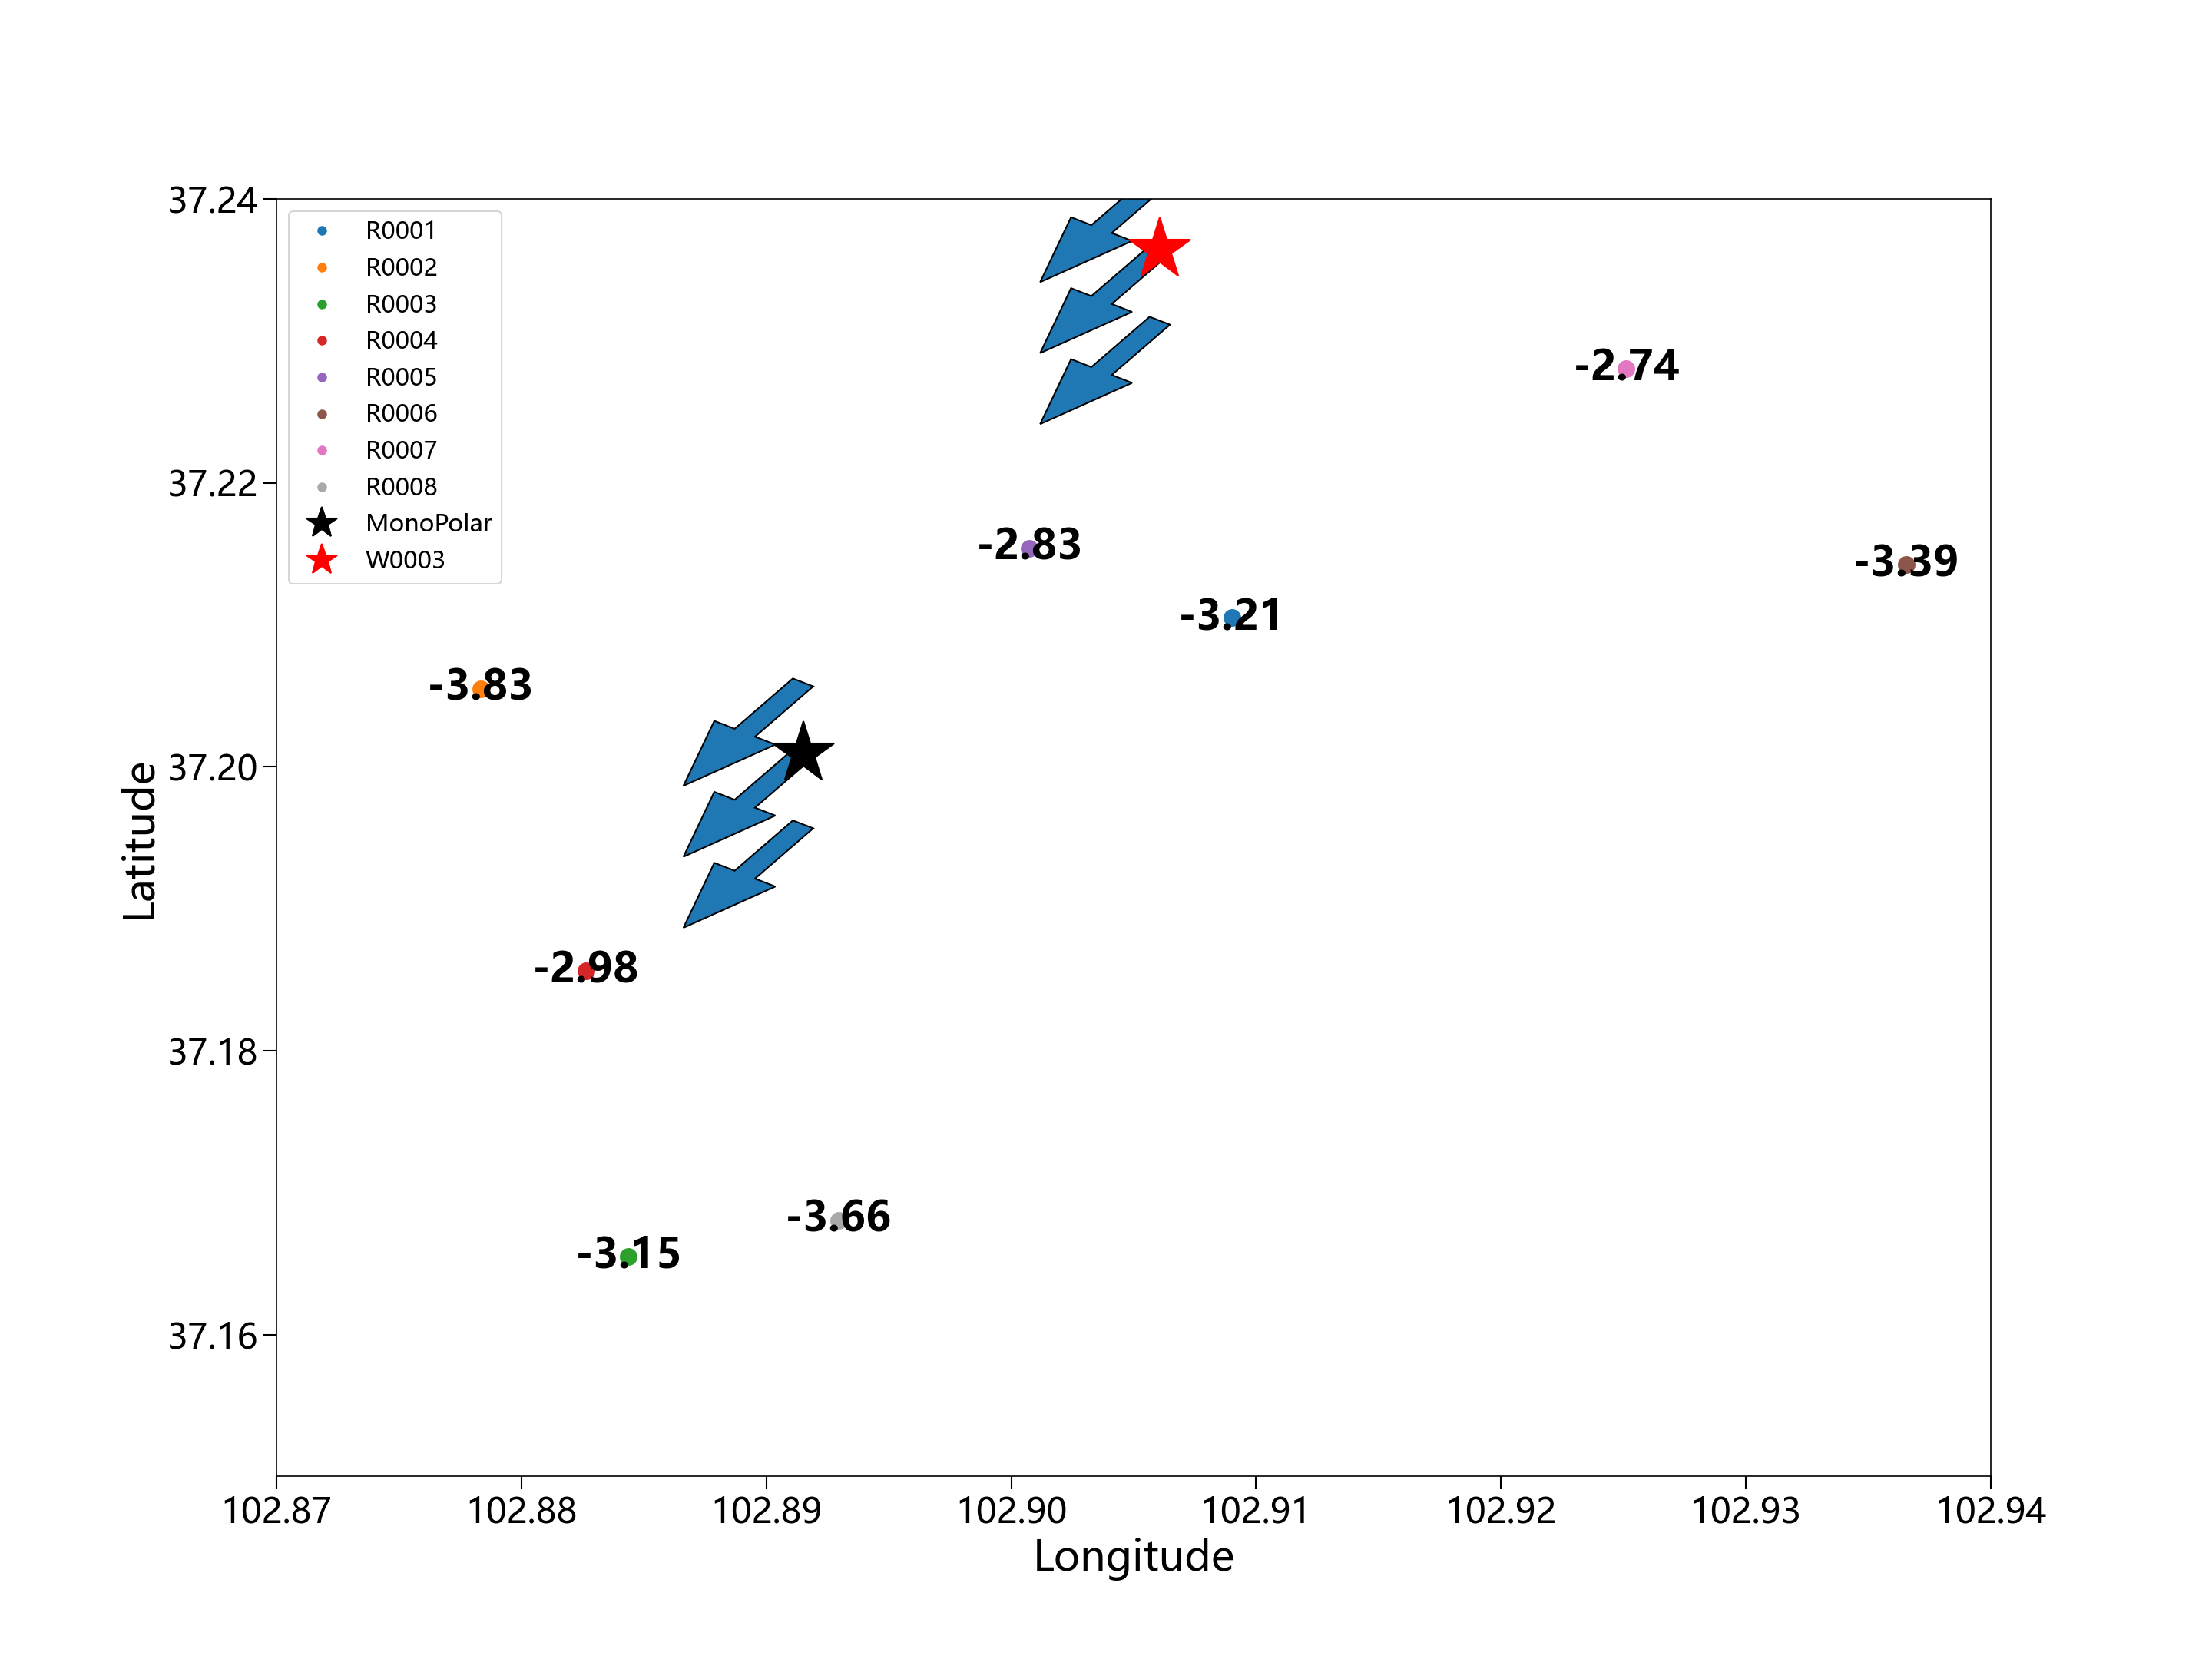 37.24
37.22
37.20
37.18
37.16
Latitude
R0001
R0002
R0003
R0004
R0005
R0006
R0007
R0008
MonoPolar
W0003
-2.74
-2.83
-3.39
-3.21
-3.83
-2.98
-3.66
-3.15
102.87 102.88 102.89 102.90 102.91 102.92 102.93 102.94
Longitude